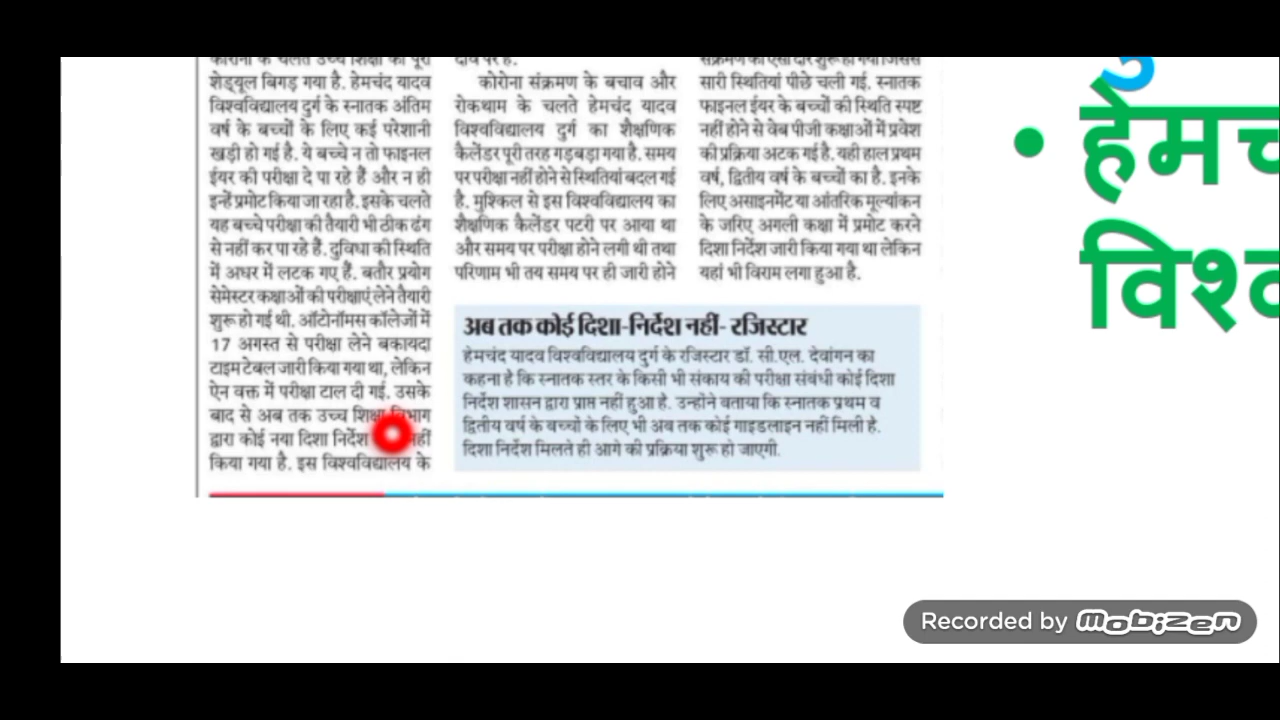 शेड्यूल बिगड़ गया है. हेमचंद यादव
विश्वविद्यालय दुर्ग के स्नातक अंतिम
वर्ष के बच्चों के लिए कई परेशानी
खड़ी हो गई है. ये बच्चे न तो फाइनल
ईयर की परीक्षा दे पा रहे हैं और न ही
इन्हें प्रमोट किया जा रहा है. इसके चलते
यह बच्चे परीक्षा की तैयारी भी ठीक ढंग
से नहीं कर पा रहे हैं. दुविधा की स्थिति
में अधर में लटक गए हैं. बतौर प्रयोग
सेमेस्टर कक्षाओं की परीक्षाएं लेने तैयारी
शुरू हो गई थी. ऑटोनॉमस कॉलेजों में
17 अगस्त से परीक्षा लेने बकायदा
टाइम टेबल जारी किया गया था, लेकिन
ऐन वक्त में परीक्षा टाल दी गई. उसके
बाद से अब तक उच्च शिक्षा विभाग
द्वारा कोई नया दिशा निर्देश नहीं
किया गया है. इस विश्वविद्यालय के
कोरोना संक्रमण के बचाव और
रोकथाम के चलते हेमचंद यादव
विश्वविद्यालय दुर्ग का शैक्षणिक
कैलेंडर पूरी तरह गड़बड़ा गया है. समय
पर परीक्षा नहीं होने से स्थितियां बदल गई
है. मुश्किल से इस विश्वविद्यालय का
शैक्षणिक कैलेंडर पटरी पर आया था
और समय पर परीक्षा होने लगी थी तथा
परिणाम भी तय समय पर ही जारी होने
सारी स्थितियां पीछे चली गई. स्नातक
फाइनल ईयर के बच्चों की स्थिति स्पष्ट
नहीं होने से वेब पीजी कक्षाओं में प्रवेश
की प्रक्रिया अटक गई है. यही हाल प्रथम
वर्ष, द्वितीय वर्ष के बच्चों का है. इनके
लिए असाइनमेंट या आंतरिक मूल्यांकन
के जरिए अगली कक्षा में प्रमोट करने
दिशा निर्देश जारी किया गया था लेकिन
यहां भी विराम लगा हुआ है.
अब तक कोई दिशा-निर्देश नहीं- रजिस्टार
हेमचंद यादव विश्वविद्यालय दुर्ग के रजिस्टार डॉ. सी.एल. देवांगन का
कहना है कि स्नातक स्तर के किसी भी संकाय की परीक्षा संबंधी कोई दिशा
निर्देश शासन द्वारा प्राप्त नहीं हुआ है. उन्होंने बताया कि स्नातक प्रथम व
द्वितीय वर्ष के बच्चों के लिए भी अब तक कोई गाइडलाइन नहीं मिली है.
दिशा निर्देश मिलते ही आगे की प्रक्रिया शुरू हो जाएगी.
Recorded by mobizen